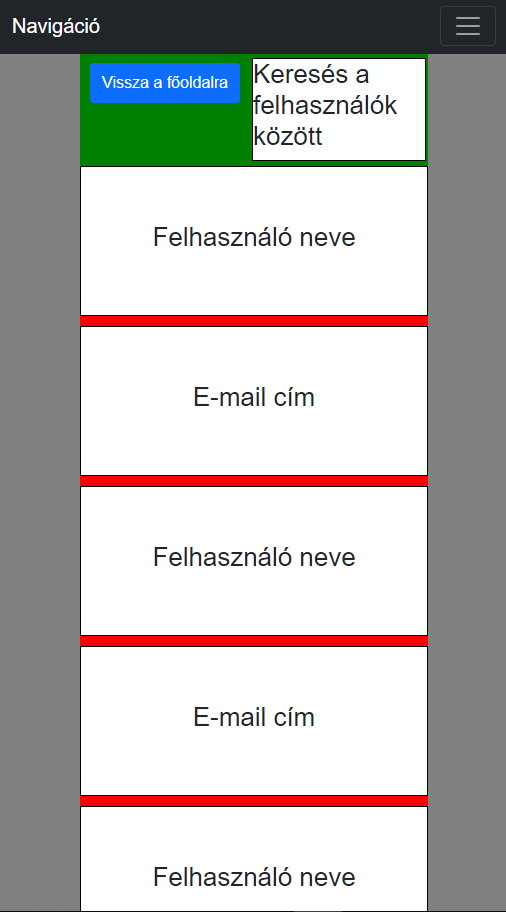 Navigáció
Vissza a főoldalra
Keresés a
felhasználók
között
Felhasználó neve
E-mail cím
Felhasználó neve
E-mail cím
Felhasználó neve